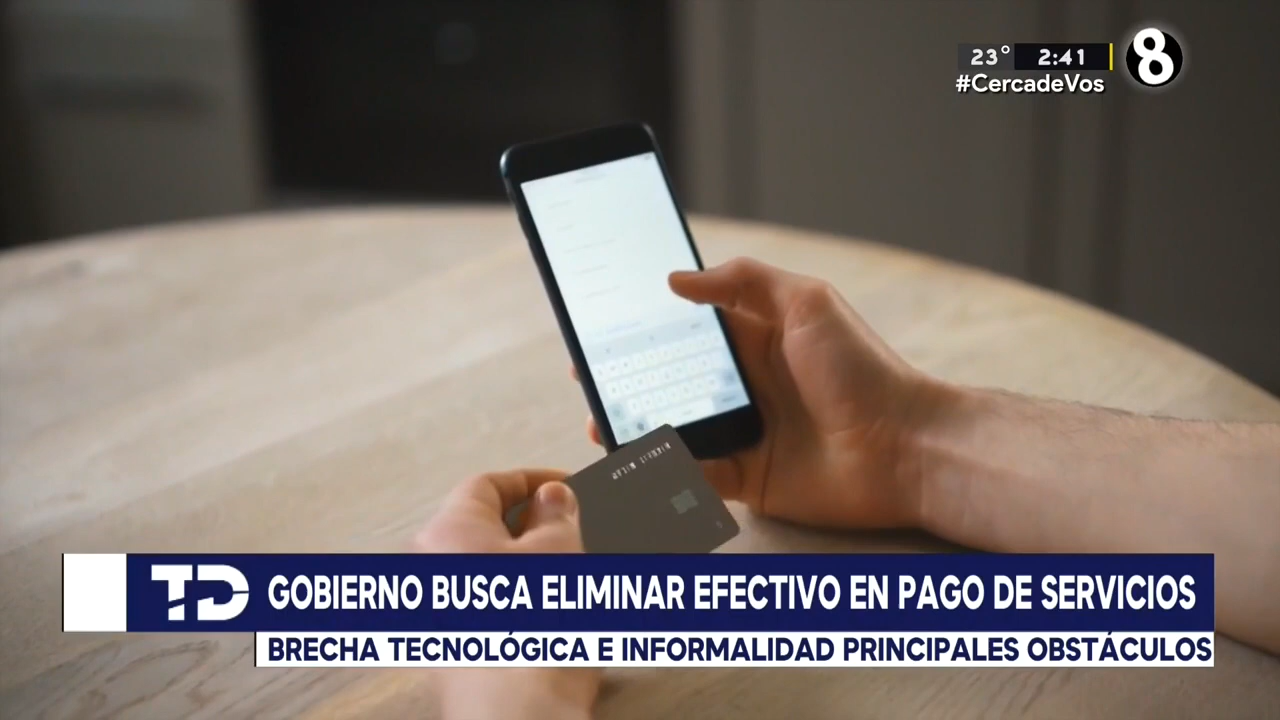 23° 2:41
8
#CercadeVos
TD
GOBIERNO BUSCA ELIMINAR EFECTIVO EN PAGO DE SERVICIOS
BRECHA TECNOLÓGICA E INFORMALIDAD PRINCIPALES OBSTÁCULOS